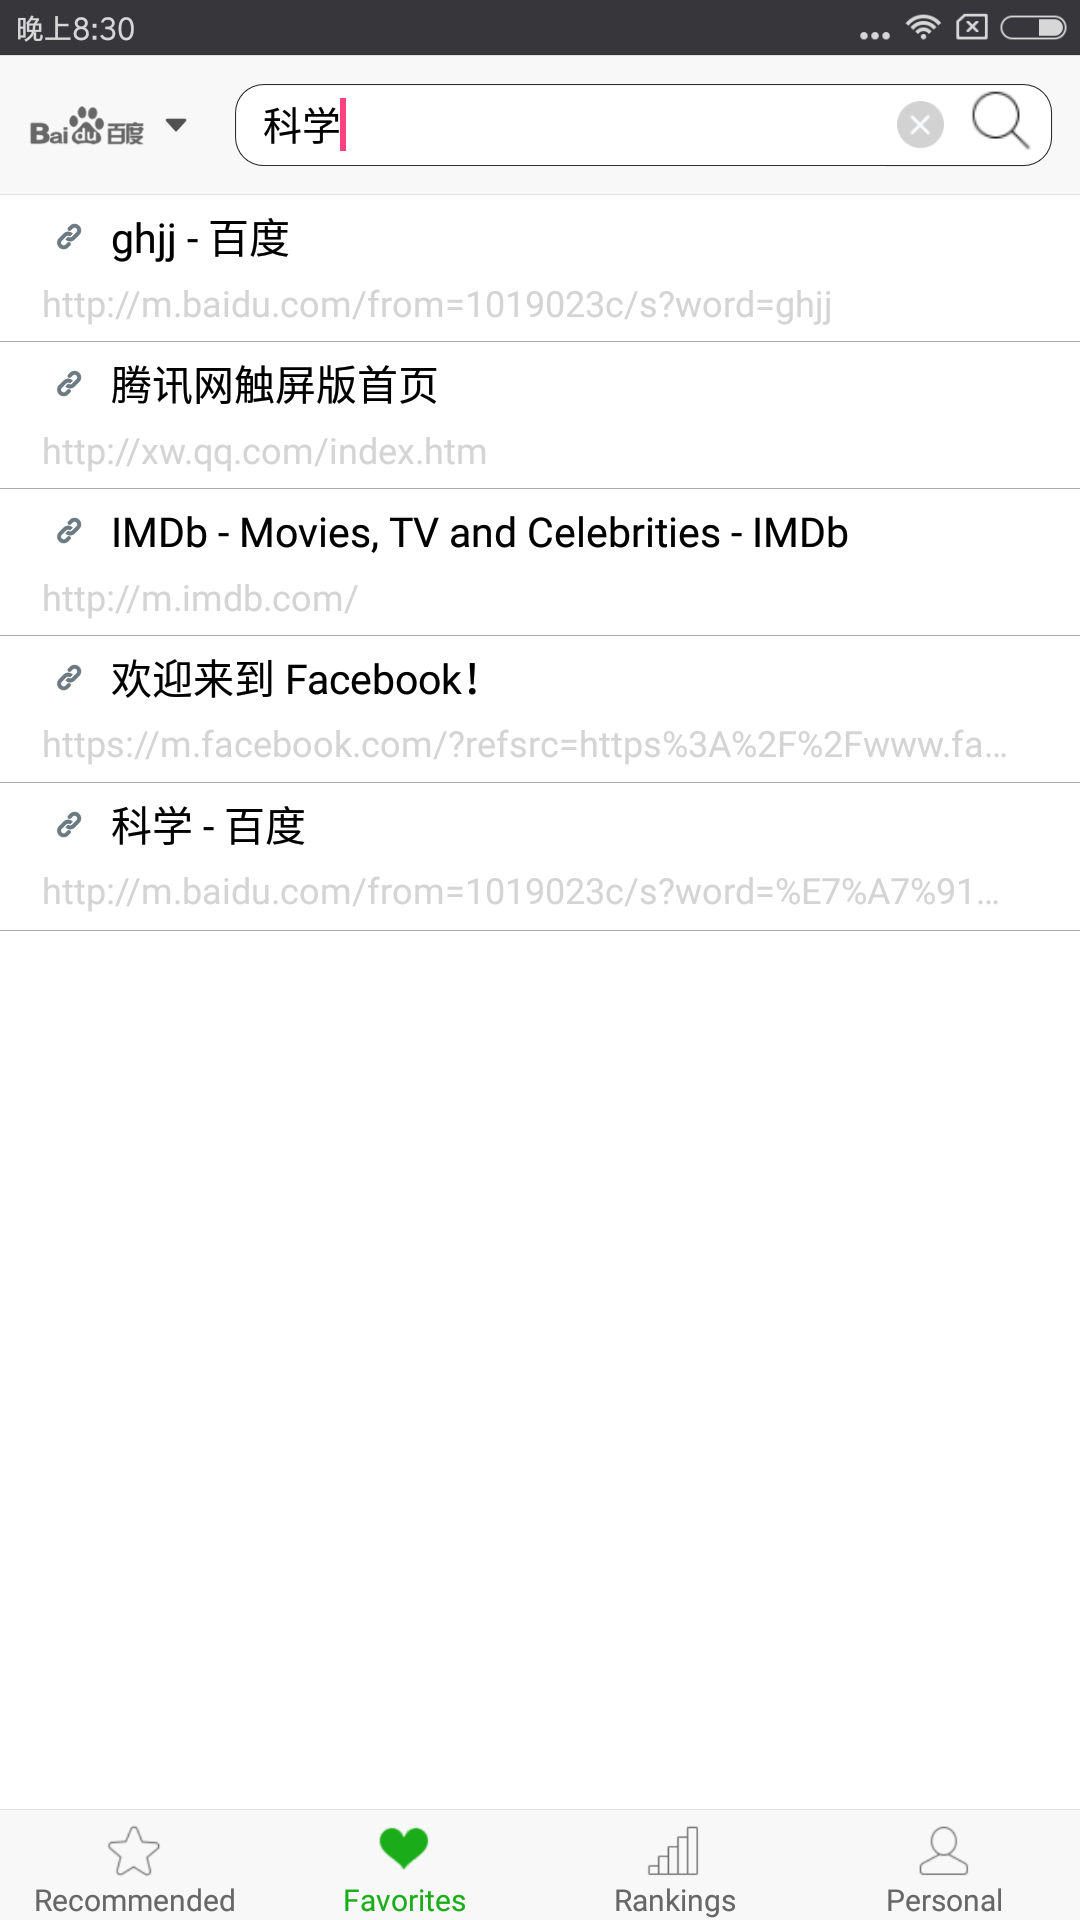 晚上8:30
Bai du 百度
科学
ghjj - 百度
http://m.baidu.com/from=1019023c/s?word=ghjj
腾讯网触屏版首页
http://xw.qq.com/index.htm
IMDb - Movies, TV and Celebrities - IMDb
http://m.imdb.com/
欢迎来到 Facebook！
https://m.facebook.com/?refsrc=https%3A%2F%2Fwww.fa...
科学 - 百度
http://m.baidu.com/from=1019023c/s?word=%E7%A7%91...
Recommended
Favorites
Rankings
Personal